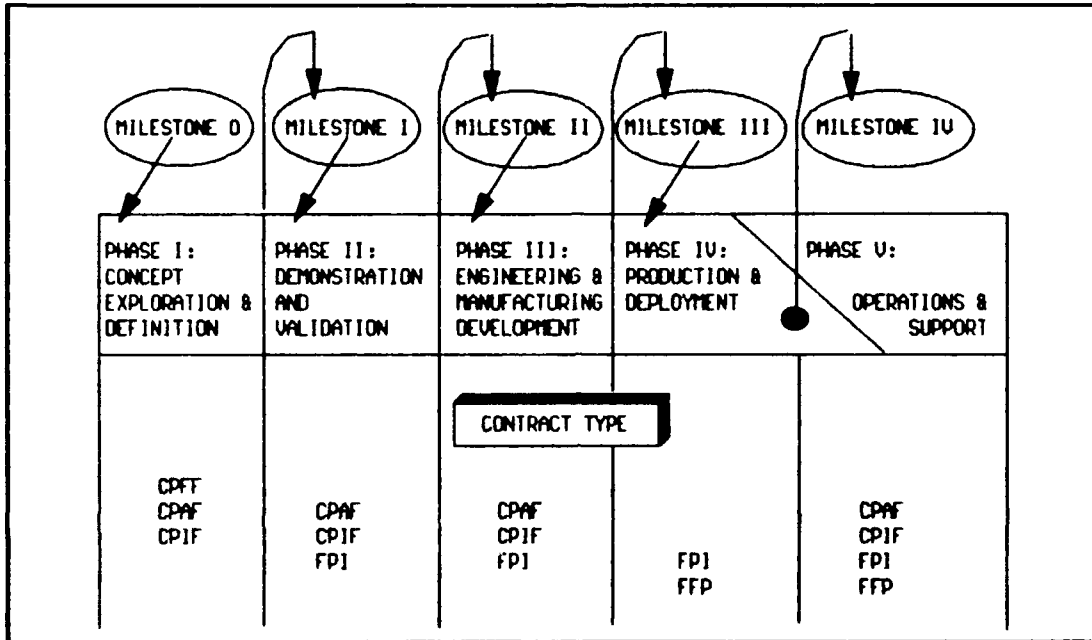 MILESTONE 0
MILESTONE I
MILESTONE II
MILESTONE III
MILESTONE IV
PHASE I:
CONCEPT
EXPLORATION &
DEFINITION
PHASE II:
DEMONSTRATION
AND
VALIDATION
PHASE III:
ENGINEERING &
MANUFACTURING
DEVELOPMENT
PHASE IV:
PRODUCTION &
DEPLOYMENT
PHASE V:
OPERATIONS &
SUPPORT
CONTRACT TYPE
CPFF
CPAF
CPIF
CPAF
CPIF
FPI
CPAF
CPIF
FPI
FPI
FFP
CPAF
CPIF
FPI
FFP